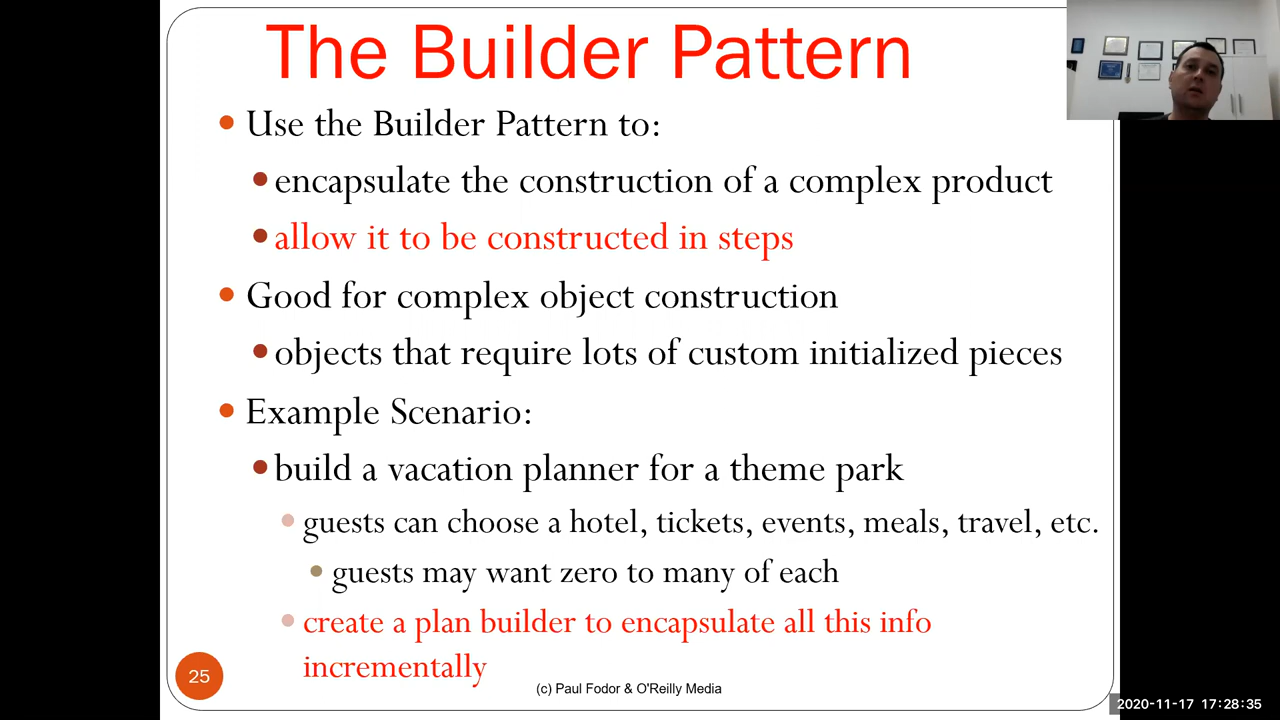 The Builder Pattern
• Use the Builder Pattern to:
• encapsulate the construction of a complex product
• allow it to be constructed in steps
• Good for complex object construction
• objects that require lots of custom initialized pieces
• Example Scenario:
• build a vacation planner for a theme park
• guests can choose a hotel, tickets, events, meals, travel, etc.
• guests may want zero to many of each
• create a plan builder to encapsulate all this info
incrementally
25
(c) Paul Fodor & O'Reilly Media
2020-11-17 17:28:35